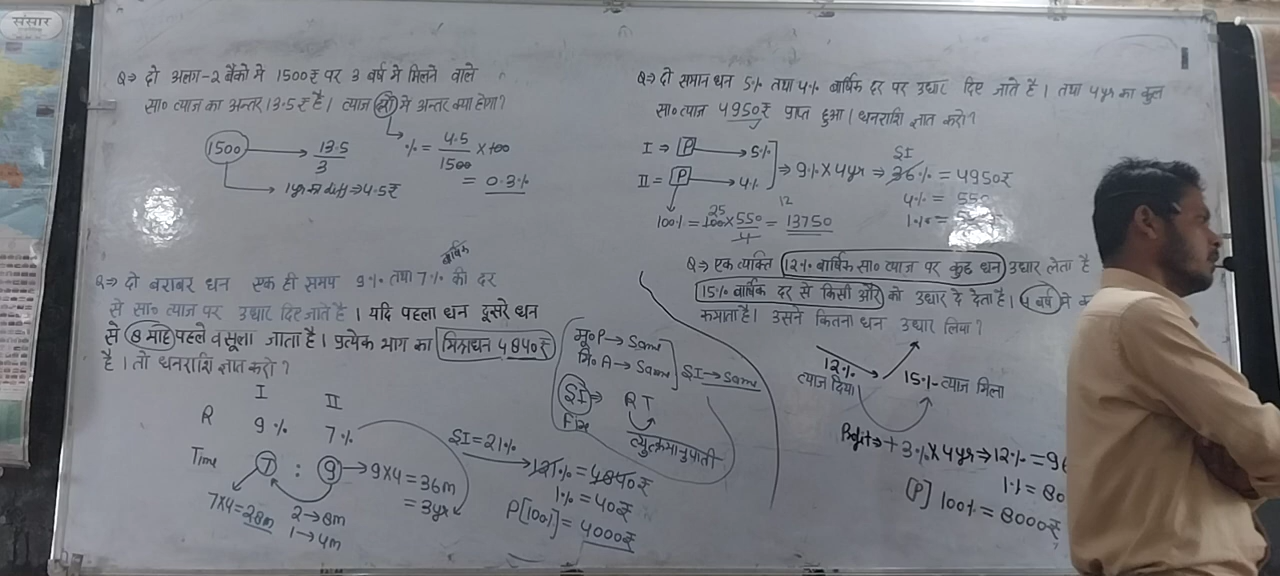 संसार
Q⇒ दो अलग-2 बैंको मे 1500₹ पर 3 वर्ष मे मिलने वाले
सा० ब्याज का अन्तर 13.5₹ है। ब्याज दरों में अन्तर क्या होगा?
1500 → 13.5/3
1yr का diff ⇒ 4.5₹
% = 4.5/1500 × 100
= 0.3%
Q⇒ दो समान धन 5% तथा 4% वार्षिक दर पर उधार दिए जाते है। तथा 4yr का कुल
सा० ब्याज 4950₹ प्राप्त हुआ। धनराशि ज्ञात करो?
I ⇒ P → 5%
II = P → 4%
⇒ 9% × 4yr ⇒ 36% = 4950₹
SI
4% = 550
1% =
100% = 100 × 550/4 = 13750
25
12
वार्षिक
Q⇒ दो बराबर धन एक ही समय 9% तथा 7% की दर
से सा० ब्याज पर उधार दिए जाते है। यदि पहला धन दूसरे धन
से 8 माह पहले वसूला जाता है। प्रत्येक भाग का मिश्रधन 4840₹
है। तो धनराशि ज्ञात करो?
I II
R 9% 7%
Time 7 : 9 → 9×4 = 36m
= 3yr
7×4 = 28m
2 → 8m
1 → 4m
SI = 21%
121% = 4840₹
1% = 40₹
P[100%] = 4000₹
मू० P → Same
मि० A → Same
SI → Same
SI ⇒ R T
Fix
व्युत्क्रमानुपाती
Q⇒ एक व्यक्ति 12% वार्षिक सा० ब्याज पर कुछ धन उधार लेता है
15% वार्षिक दर से किसी और को उधार दे देता है। 4 वर्ष में
कमाता है। उसने कितना धन उधार लिया?
12%
ब्याज दिया
15% ब्याज मिला
Profit ⇒ +3% × 4yr ⇒ 12% = 96
1% = 80
[P] 100% = 8000₹